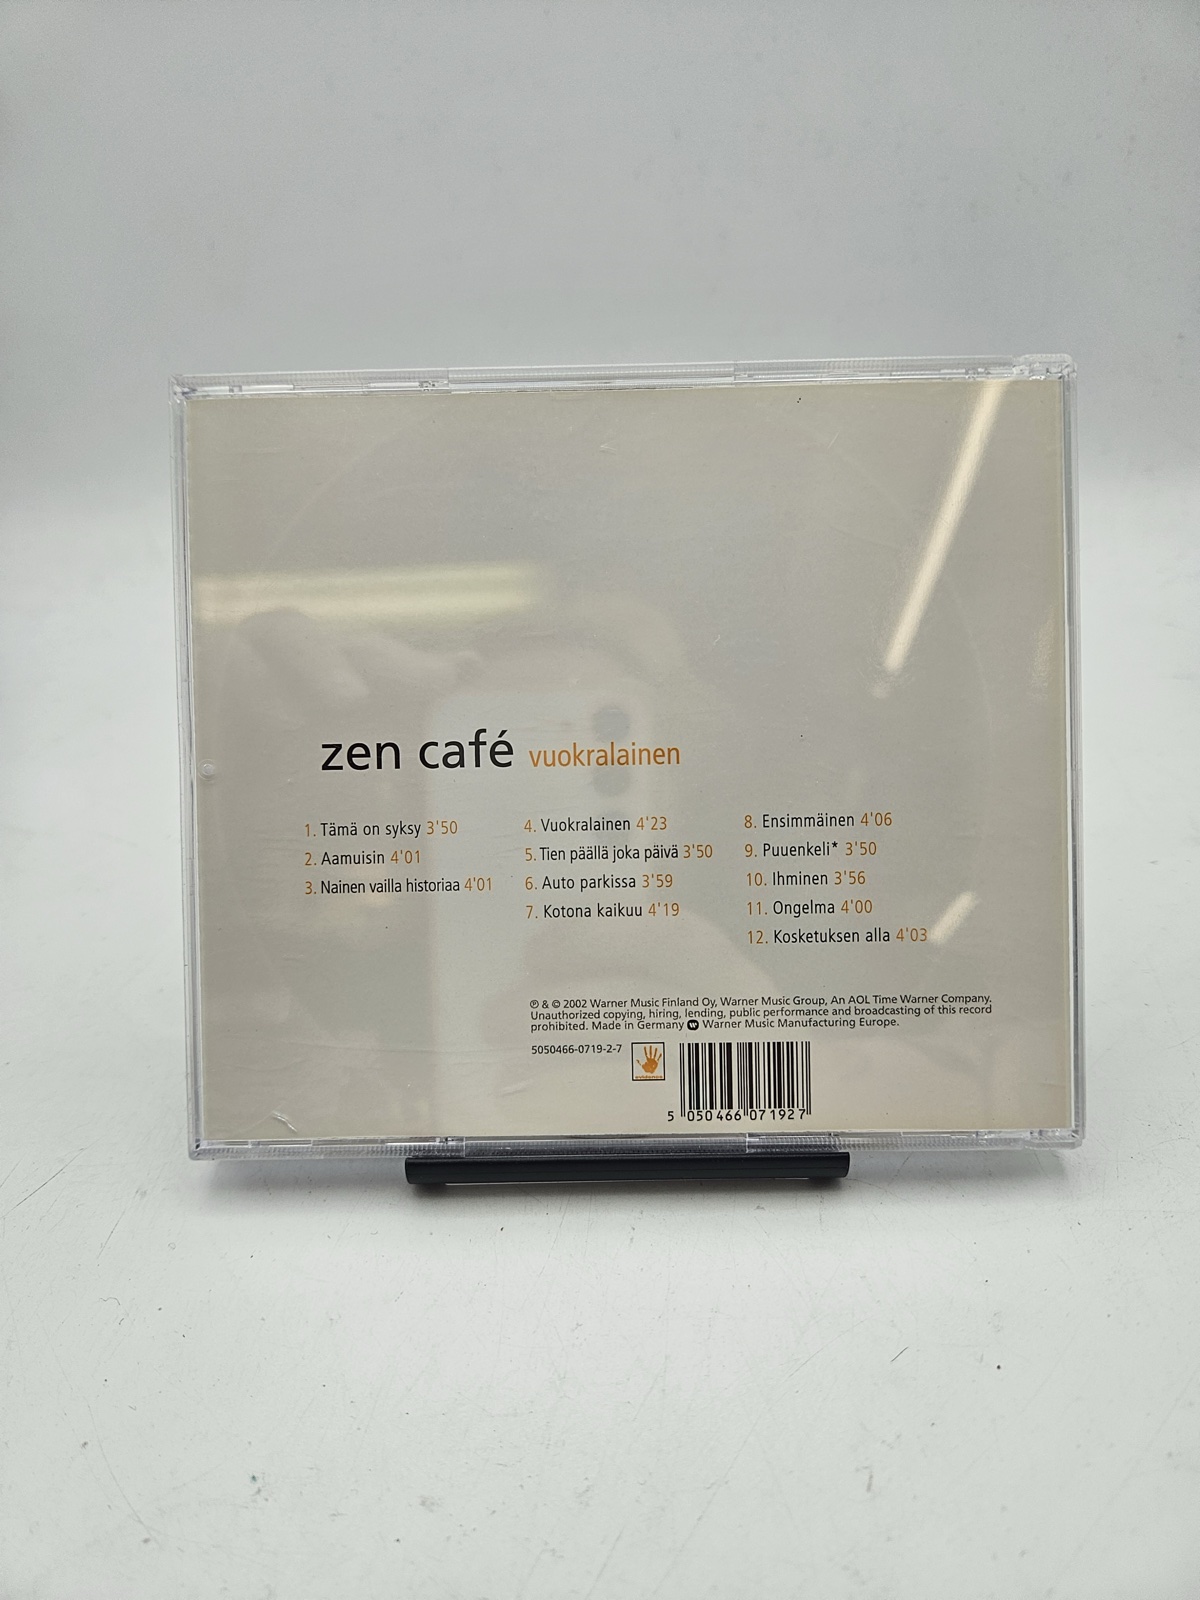 zen café vuokralainen
1. Tämä on syksy 3'50
2. Aamuisin 4'01
3. Nainen vailla historiaa 4'01
4. Vuokralainen 4'23
5. Tien päällä joka päivä 3'50
6. Auto parkissa 3'59
7. Kotona kaikuu 4'19
8. Ensimmäinen 4'06
9. Puuenkeli* 3'50
10. Ihminen 3'56
11. Ongelma 4'00
12. Kosketuksen alla 4'03
℗ & © 2002 Warner Music Finland Oy, Warner Music Group, An AOL Time Warner Company.
Unauthorized copying, hiring, lending, public performance and broadcasting of this record
prohibited. Made in Germany Warner Music Manufacturing Europe.
5050466-0719-2-7
evidence
5 050466 071927